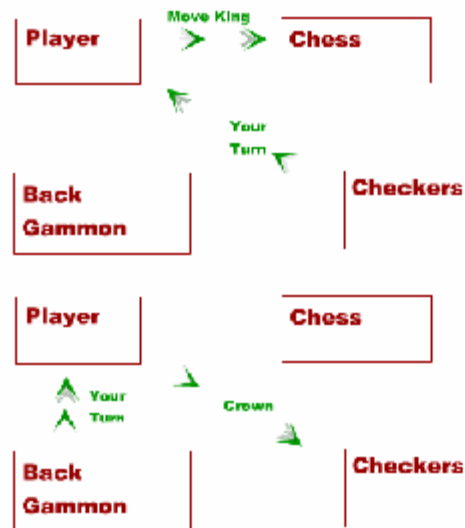 Move King
Player
Chess
Your
Turn
Back
Gammon
Checkers
Player
Chess
Your
Turn
Crown
Back
Gammon
Checkers